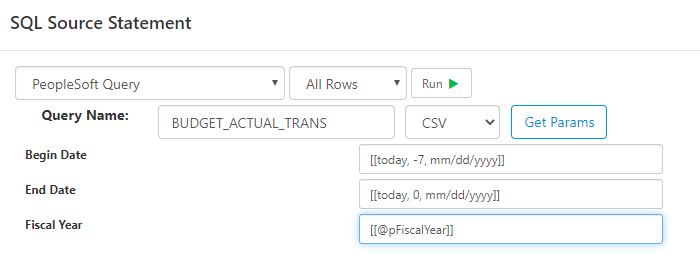 SQL Source Statement
PeopleSoft Query All Rows Run
Query Name: BUDGET_ACTUAL_TRANS CSV Get Params
Begin Date [[today, -7, mm/dd/yyyy]]
End Date [[today, 0, mm/dd/yyyy]]
Fiscal Year [[@pFiscalYear]]